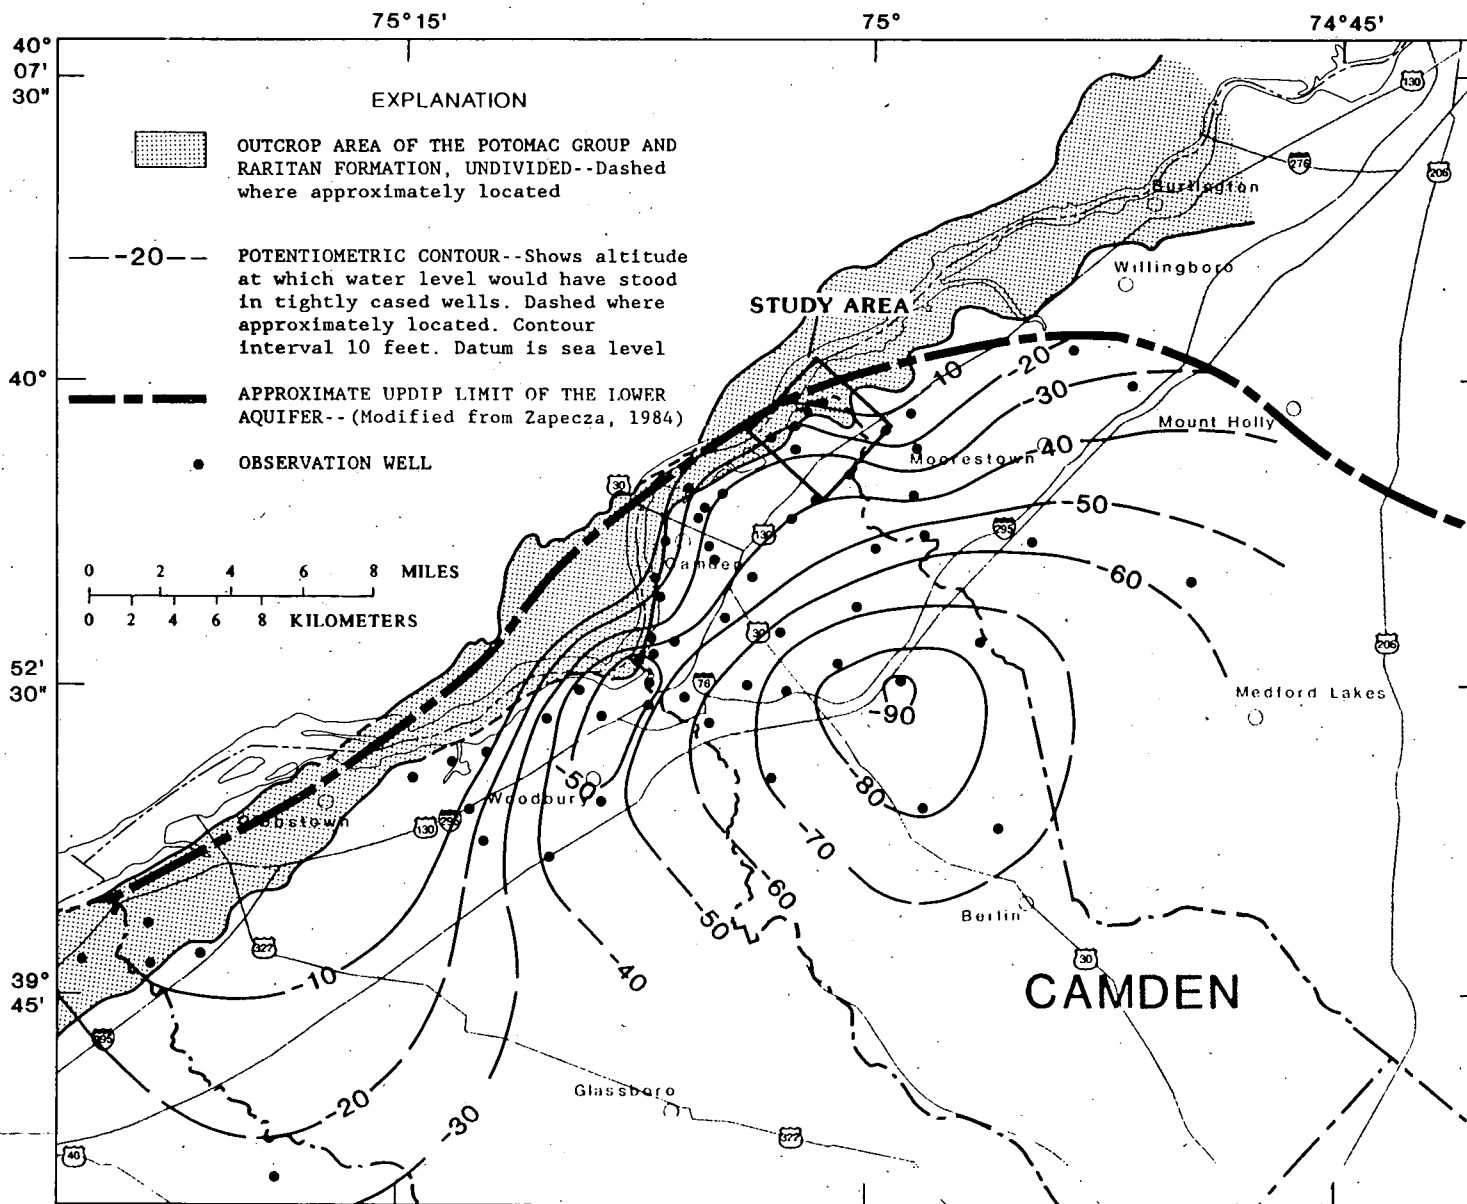 75°15'
75°
74°45'
40°
07'
30"
EXPLANATION
OUTCROP AREA OF THE POTOMAC GROUP AND
RARITAN FORMATION, UNDIVIDED--Dashed
where approximately located
-20
POTENTIOMETRIC CONTOUR--Shows altitude
at which water level would have stood
in tightly cased wells. Dashed where
approximately located. Contour
interval 10 feet. Datum is sea level
40°
APPROXIMATE UPDIP LIMIT OF THE LOWER
AQUIFER--(Modified from Zapecza, 1984)
OBSERVATION WELL
0 2 4 6 8 MILES
0 2 4 6 8 KILOMETERS
130
276
206
Burlington
Willingboro
STUDY AREA
10
-20
-30
Mount Holly
-40
Moorestown
30
-50
295
130
Camden
-60
30
206
52'
30"
76
Medford Lakes
-90
-50
-80
Woodbury
130
295
-70
-60
50
Berlin
322
-10
-40
30
39°
45'
CAMDEN
295
Glassboro
-20
-30
322
40